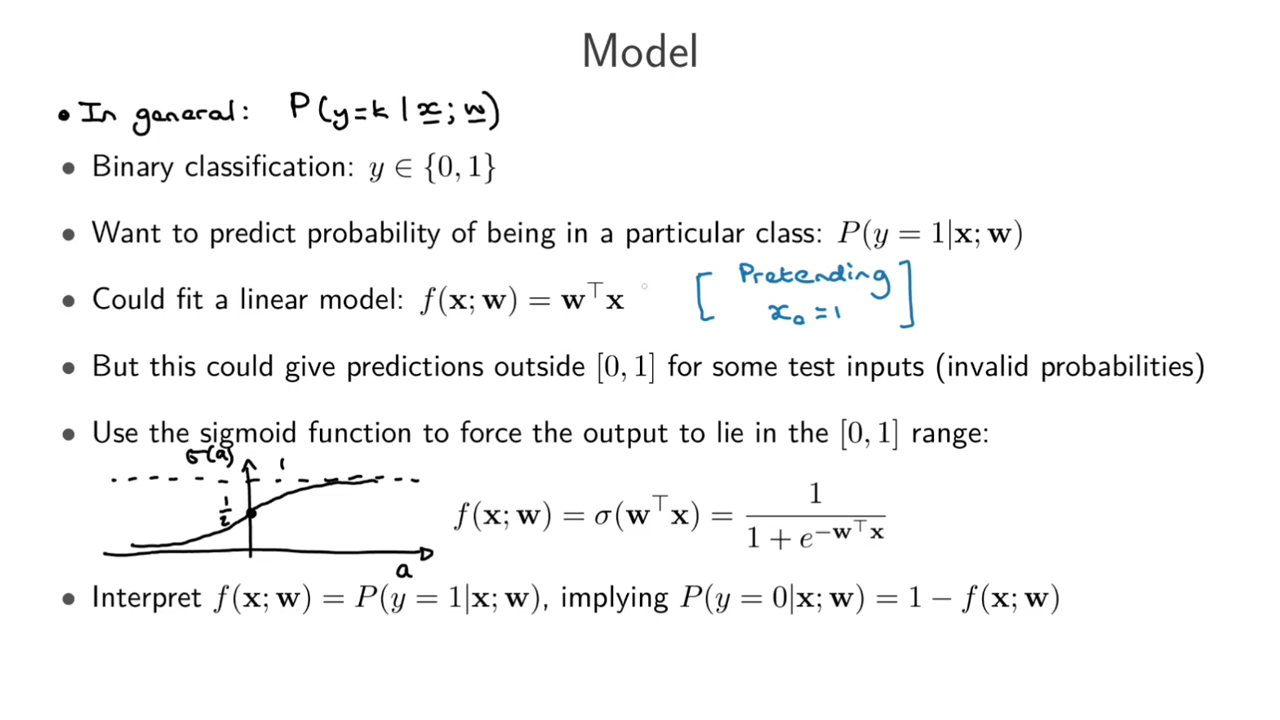 Model
• In general: P(y=k | x; w)
• Binary classification: y ∈ {0, 1}
• Want to predict probability of being in a particular class: P(y = 1|x; w)
• Could fit a linear model: f(x; w) = w⊤x [ Pretending x₀ = 1 ]
• But this could give predictions outside [0, 1] for some test inputs (invalid probabilities)
• Use the sigmoid function to force the output to lie in the [0, 1] range:
σ(a) 1
1/2
f(x; w) = σ(w⊤x) = 1 / (1 + e^{−w⊤x})
a
• Interpret f(x; w) = P(y = 1|x; w), implying P(y = 0|x; w) = 1 − f(x; w)